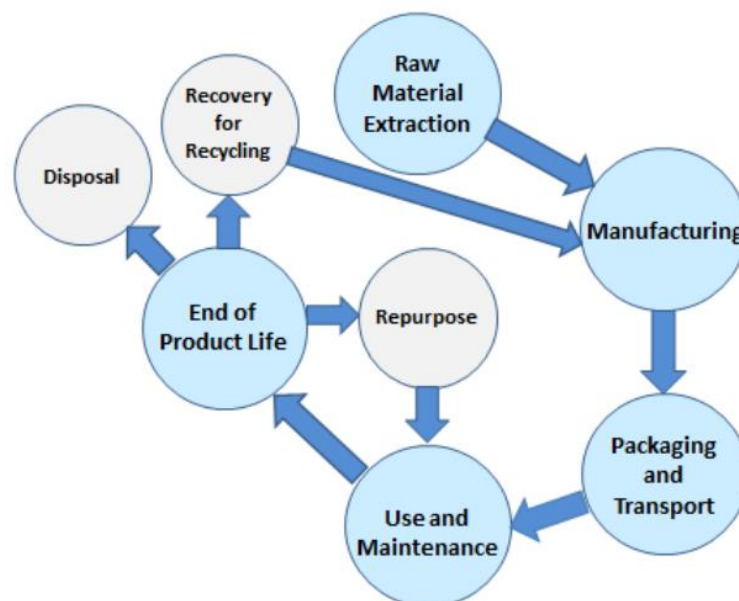 Raw
Material
Extraction
Recovery
for
Recycling
Disposal
Manufacturing
End of
Product Life
Repurpose
Packaging
and
Transport
Use and
Maintenance